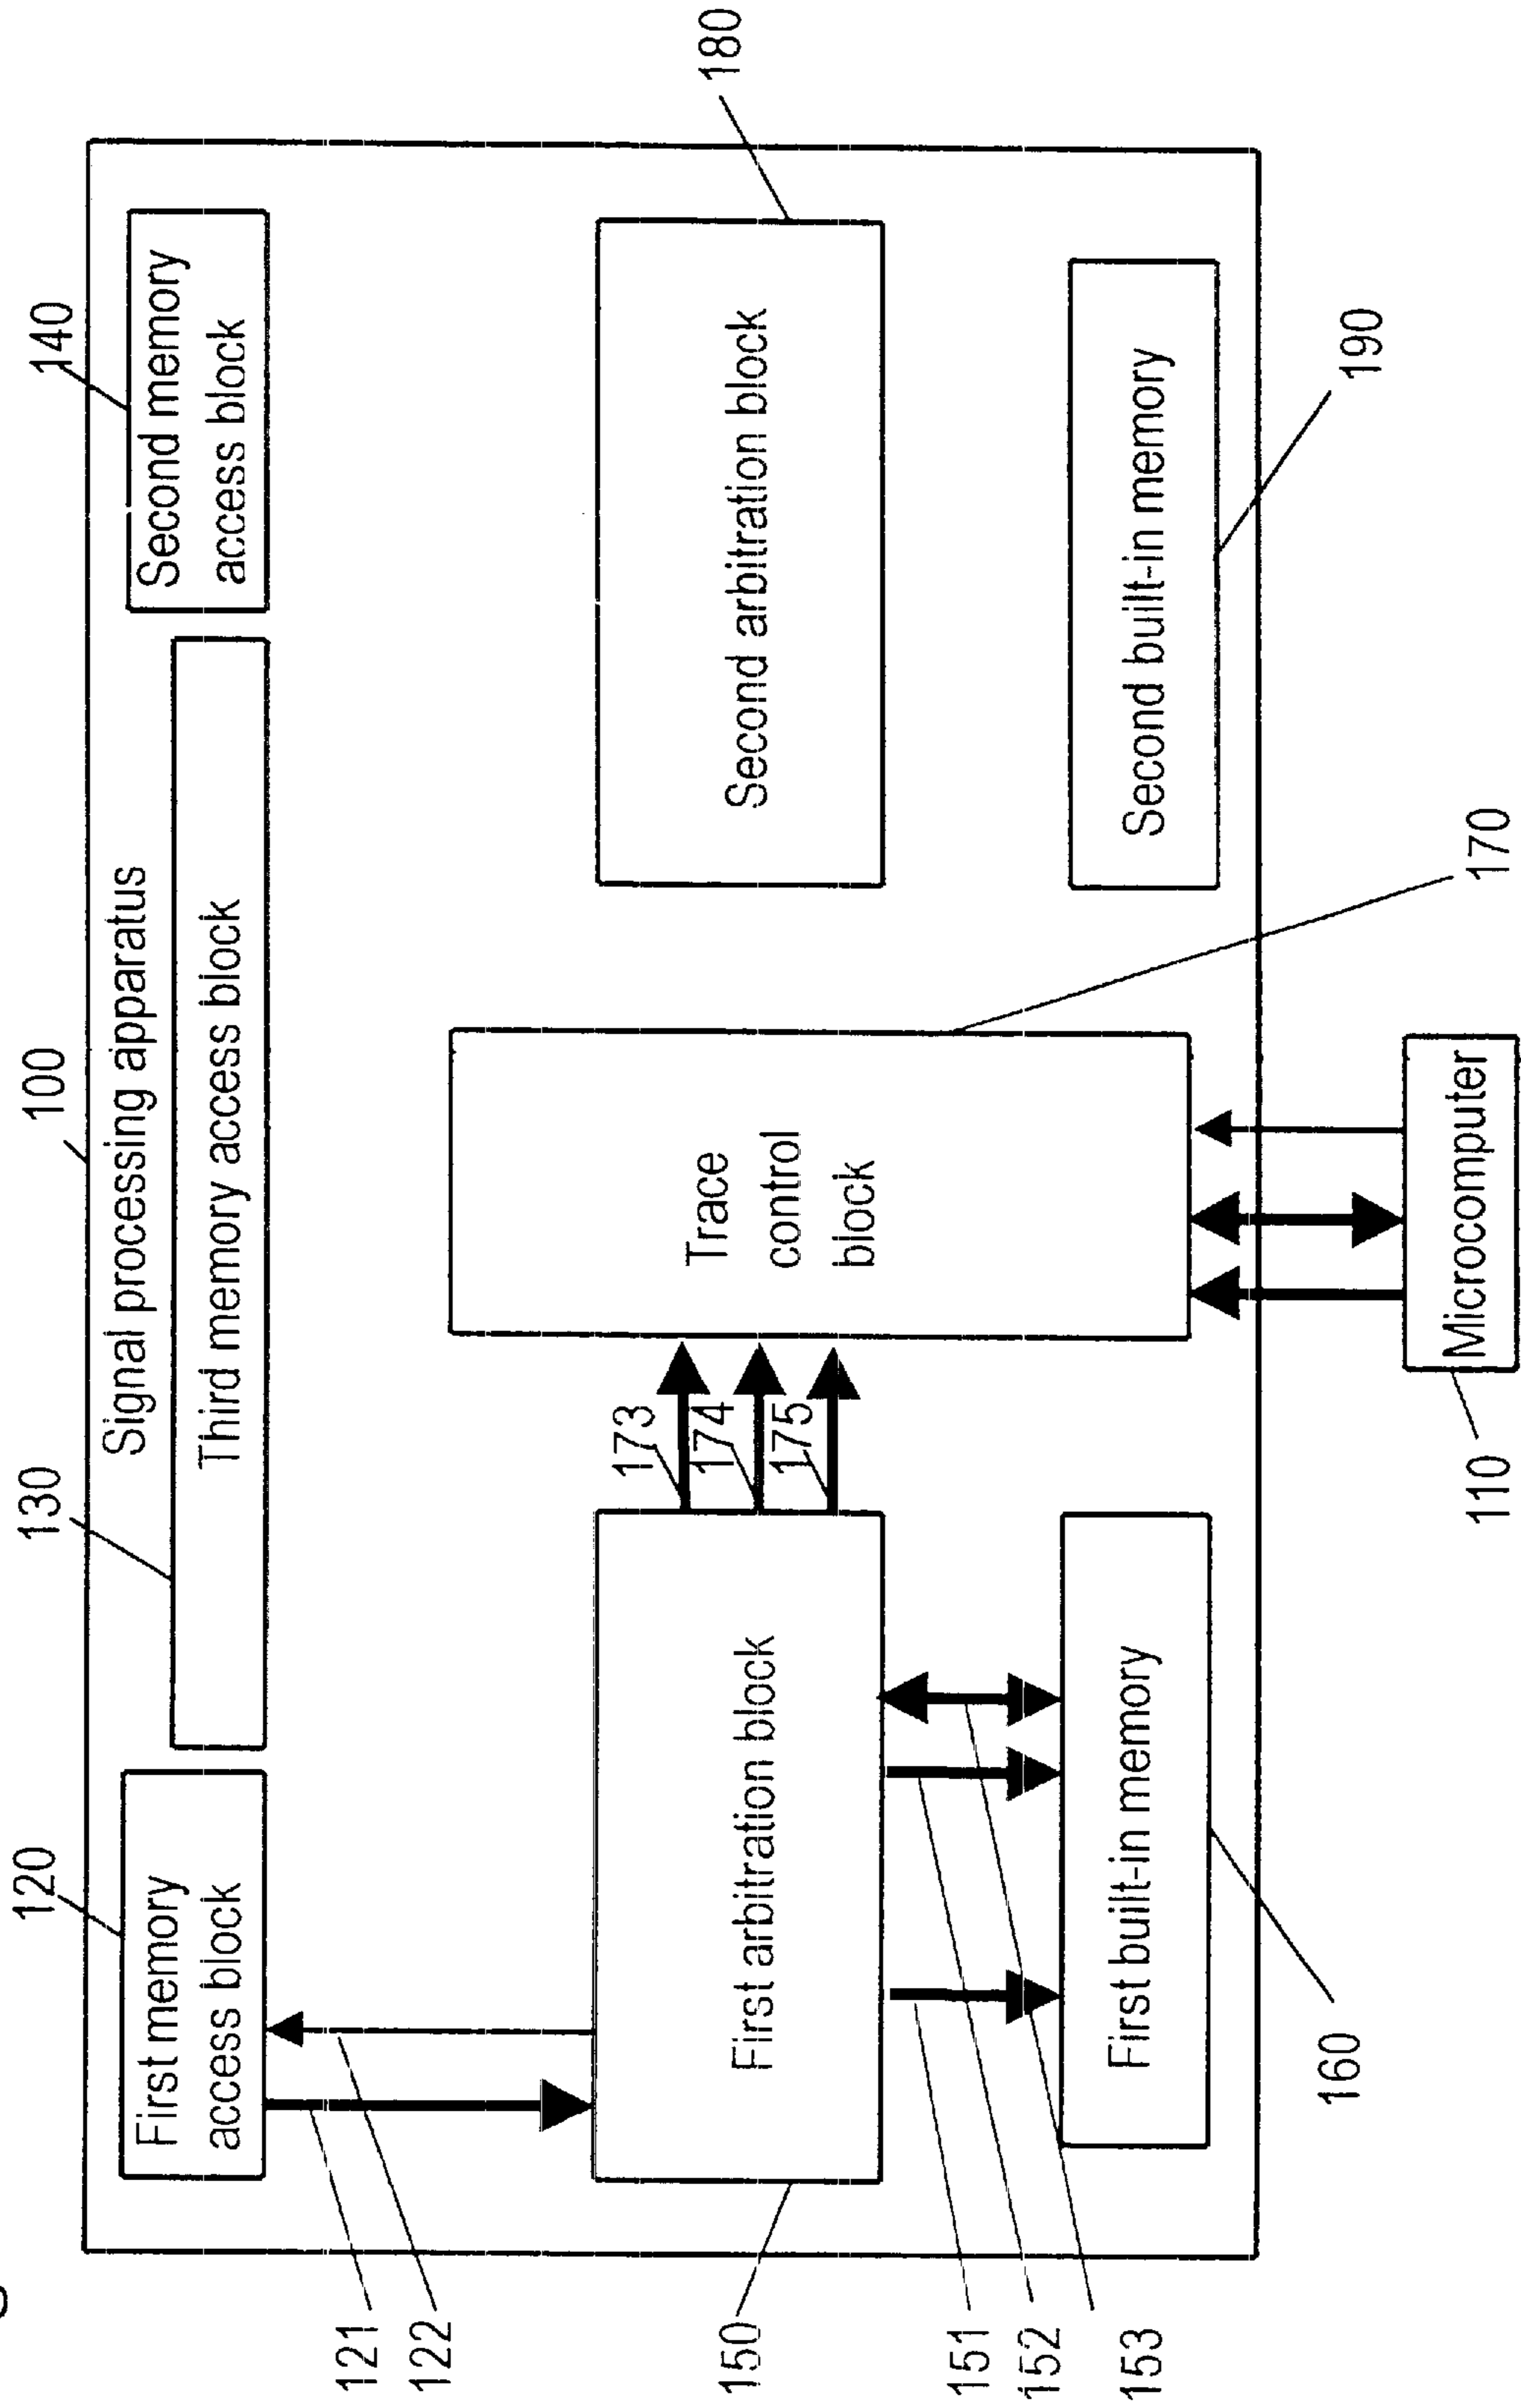 100
130
120
140
Signal processing apparatus
First memory
access block
Third memory access block
Second memory
access block
121
122
180
150
First arbitration block
173
174
175
Trace
control
block
Second arbitration block
151
152
153
First built-in memory
Second built-in memory
160
170
190
110
Microcomputer